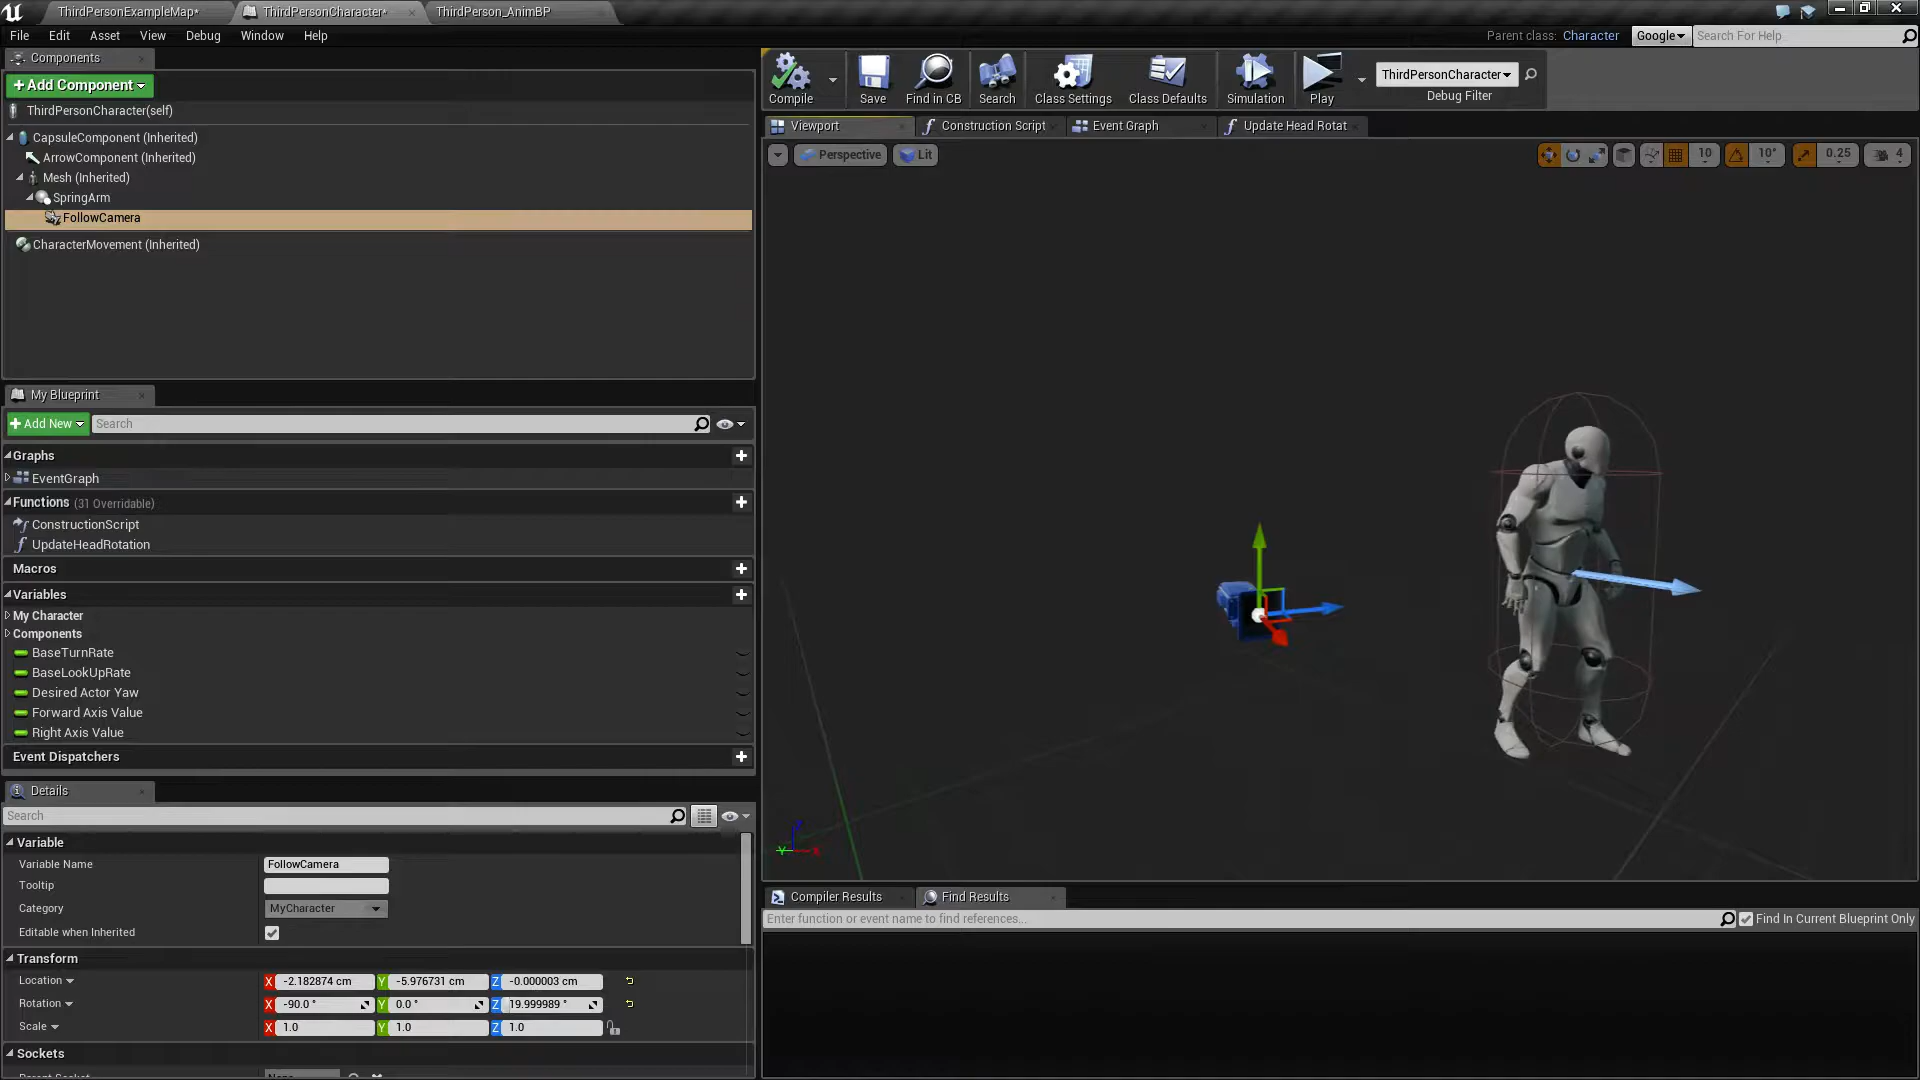 ThirdPersonExampleMap*
ThirdPersonCharacter*
ThirdPerson_AnimBP
File Edit Asset View Debug Window Help
Parent class: Character
Google
Search For Help
Components
+Add Component
ThirdPersonCharacter(self)
CapsuleComponent (Inherited)
ArrowComponent (Inherited)
Mesh (Inherited)
SpringArm
FollowCamera
CharacterMovement (Inherited)
Compile
Save
Find in CB
Search
Class Settings
Class Defaults
Simulation
Play
ThirdPersonCharacter
Debug Filter
Viewport
Construction Script
Event Graph
Update Head Rotat
Perspective
Lit
10
10°
0.25
4
My Blueprint
+Add New
Search
Graphs
EventGraph
Functions (31 Overridable)
ConstructionScript
UpdateHeadRotation
Macros
Variables
My Character
Components
BaseTurnRate
BaseLookUpRate
Desired Actor Yaw
Forward Axis Value
Right Axis Value
Event Dispatchers
Details
Search
Variable
Variable Name FollowCamera
Tooltip
Category MyCharacter
Editable when Inherited
Transform
Location X -2.182874 cm Y -5.976731 cm Z -0.000003 cm
Rotation X -90.0 ° Y 0.0 ° Z 19.999989 °
Scale X 1.0 Y 1.0 Z 1.0
Sockets
Compiler Results
Find Results
Enter function or event name to find references...
Find In Current Blueprint Only